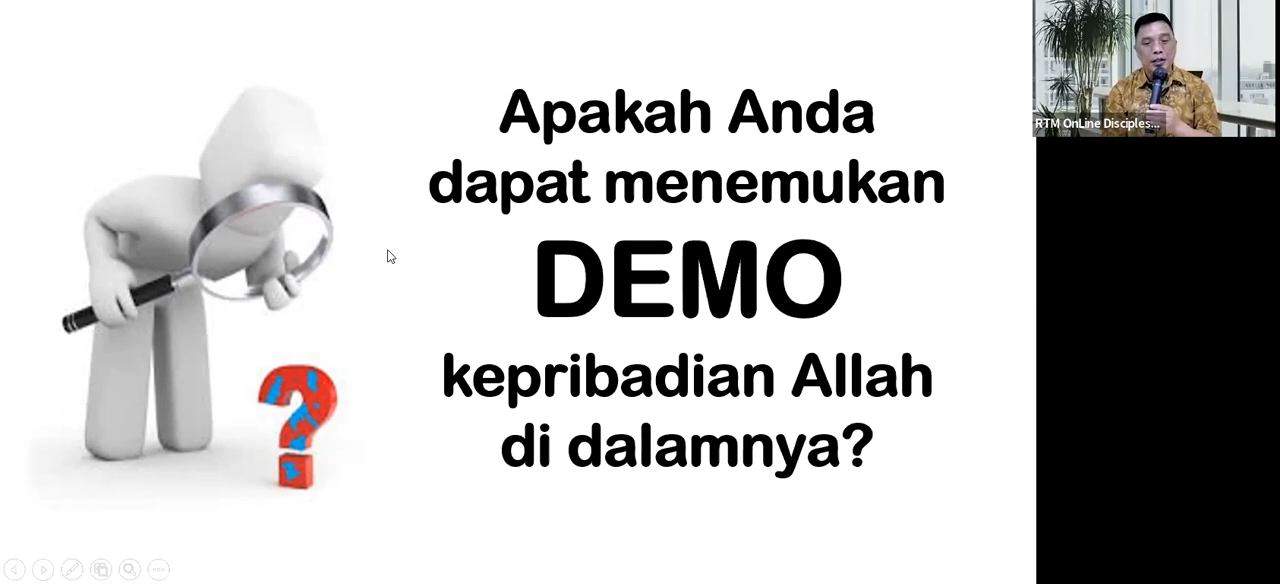 Apakah Anda
dapat menemukan
DEMO
kepribadian Allah
di dalamnya?
RTM OnLine Disciples...